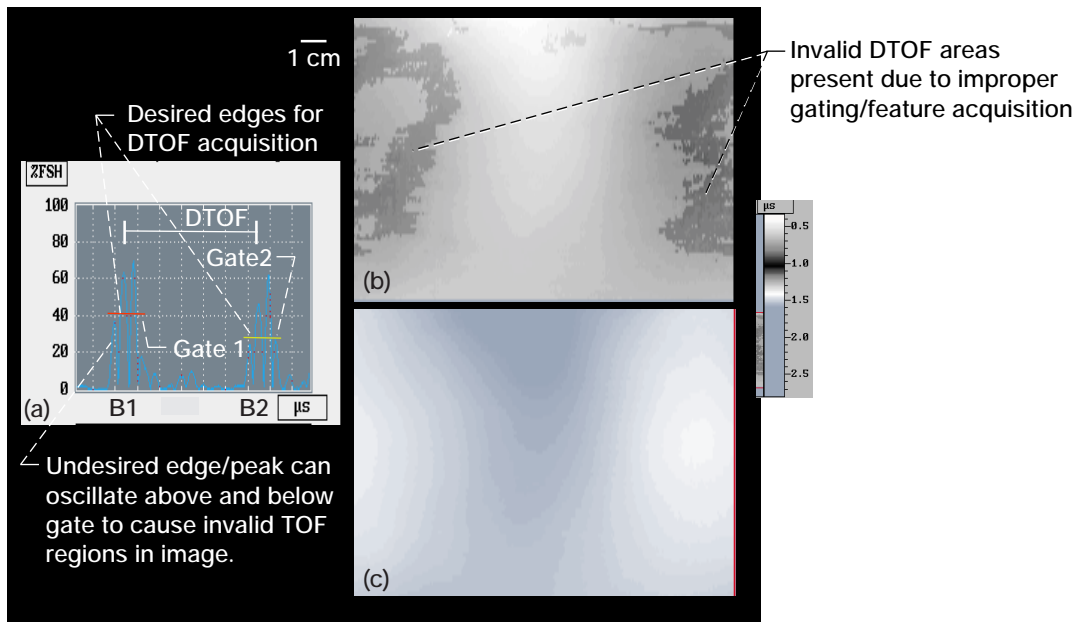 1 cm
Invalid DTOF areas
present due to improper
gating/feature acquisition
Desired edges for
DTOF acquisition
%FSH
100
80
60
40
20
0
DTOF
Gate2
Gate 1
(a)
B1
B2
µs
Undesired edge/peak can
oscillate above and below
gate to cause invalid TOF
regions in image.
(b)
(c)
µs
0.5
1.0
1.5
2.0
2.5